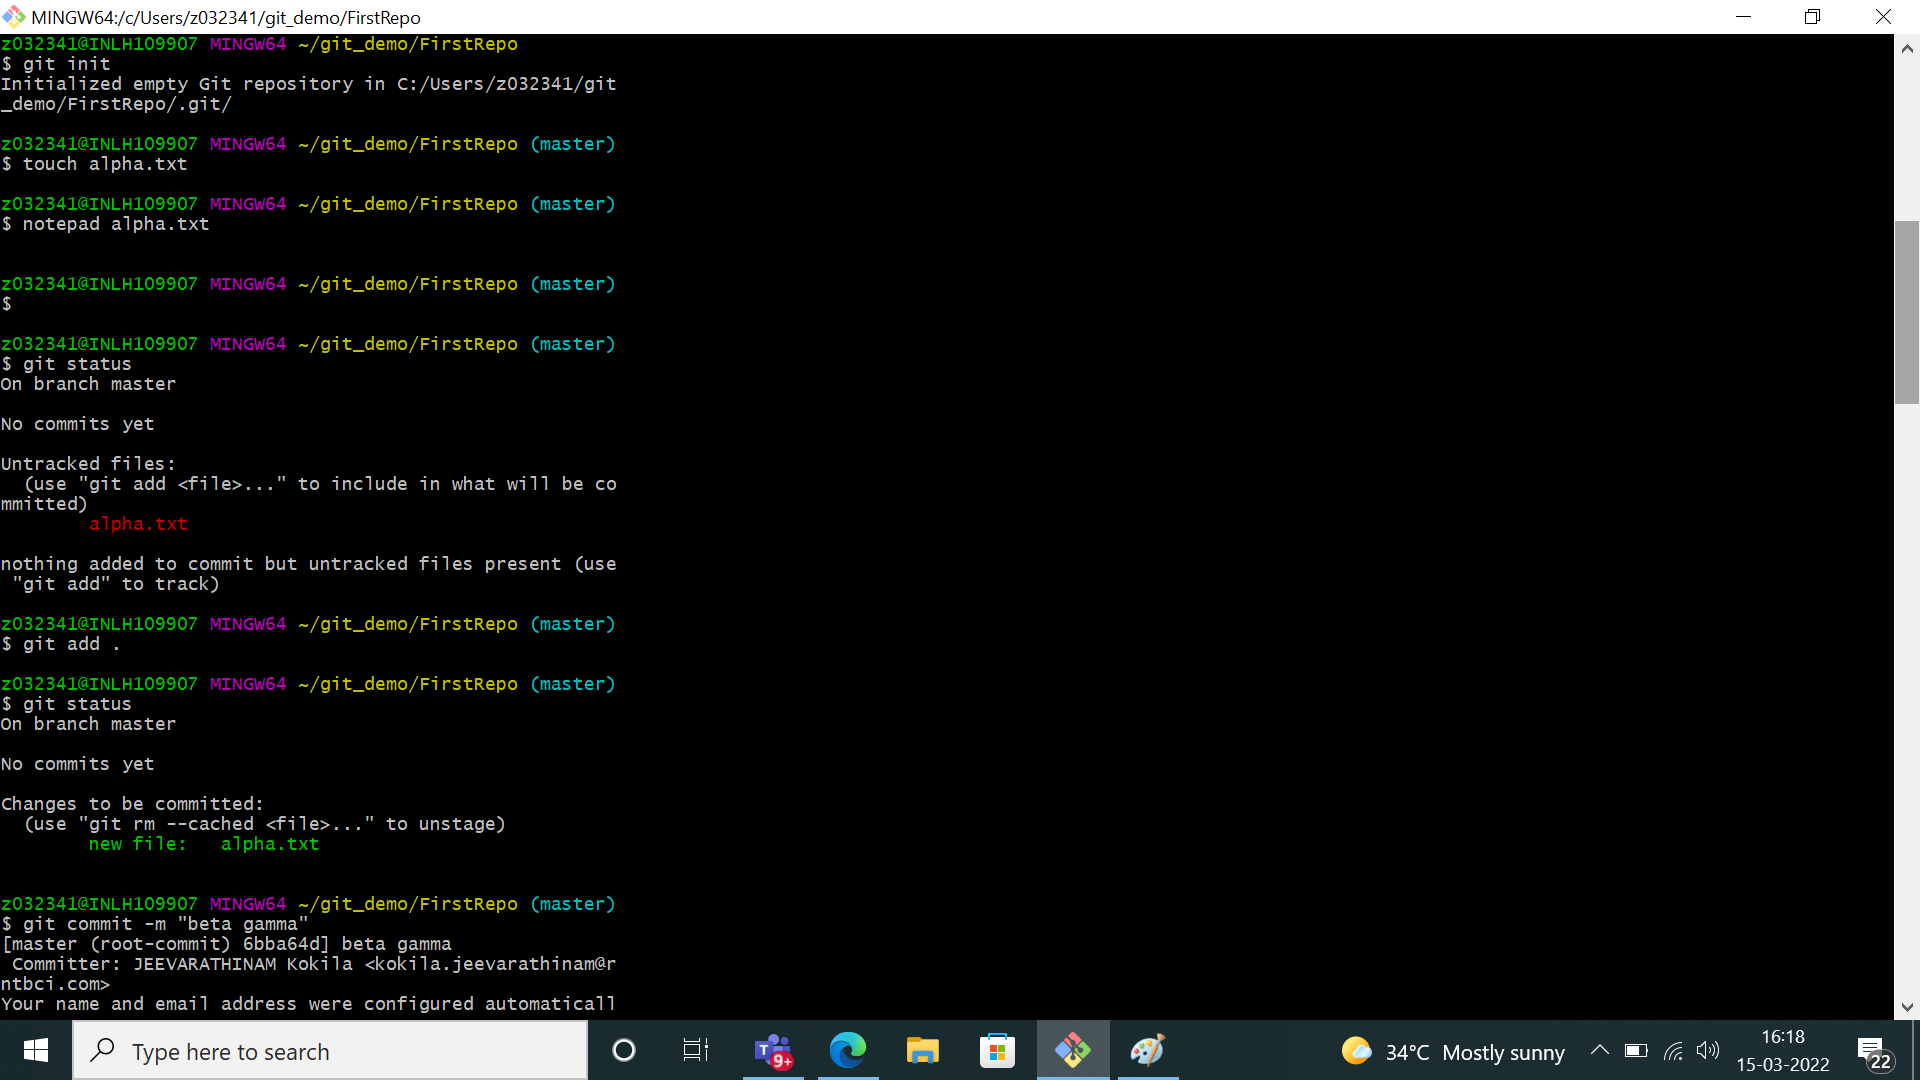 MINGW64:/c/Users/z032341/git_demo/FirstRepo
z032341@INLH109907 MINGW64 ~/git_demo/FirstRepo
$ git init
Initialized empty Git repository in C:/Users/z032341/git
_demo/FirstRepo/.git/
z032341@INLH109907 MINGW64 ~/git_demo/FirstRepo (master)
$ touch alpha.txt
z032341@INLH109907 MINGW64 ~/git_demo/FirstRepo (master)
$ notepad alpha.txt
z032341@INLH109907 MINGW64 ~/git_demo/FirstRepo (master)
$
z032341@INLH109907 MINGW64 ~/git_demo/FirstRepo (master)
$ git status
On branch master
No commits yet
Untracked files:
  (use "git add <file>..." to include in what will be co
mmitted)
        alpha.txt
nothing added to commit but untracked files present (use
 "git add" to track)
z032341@INLH109907 MINGW64 ~/git_demo/FirstRepo (master)
$ git add .
z032341@INLH109907 MINGW64 ~/git_demo/FirstRepo (master)
$ git status
On branch master
No commits yet
Changes to be committed:
  (use "git rm --cached <file>..." to unstage)
        new file:   alpha.txt
z032341@INLH109907 MINGW64 ~/git_demo/FirstRepo (master)
$ git commit -m "beta gamma"
[master (root-commit) 6bba64d] beta gamma
 Committer: JEEVARATHINAM Kokila <kokila.jeevarathinam@r
ntbci.com>
Your name and email address were configured automaticall
Type here to search
9+
34°C Mostly sunny
16:18
15-03-2022
22